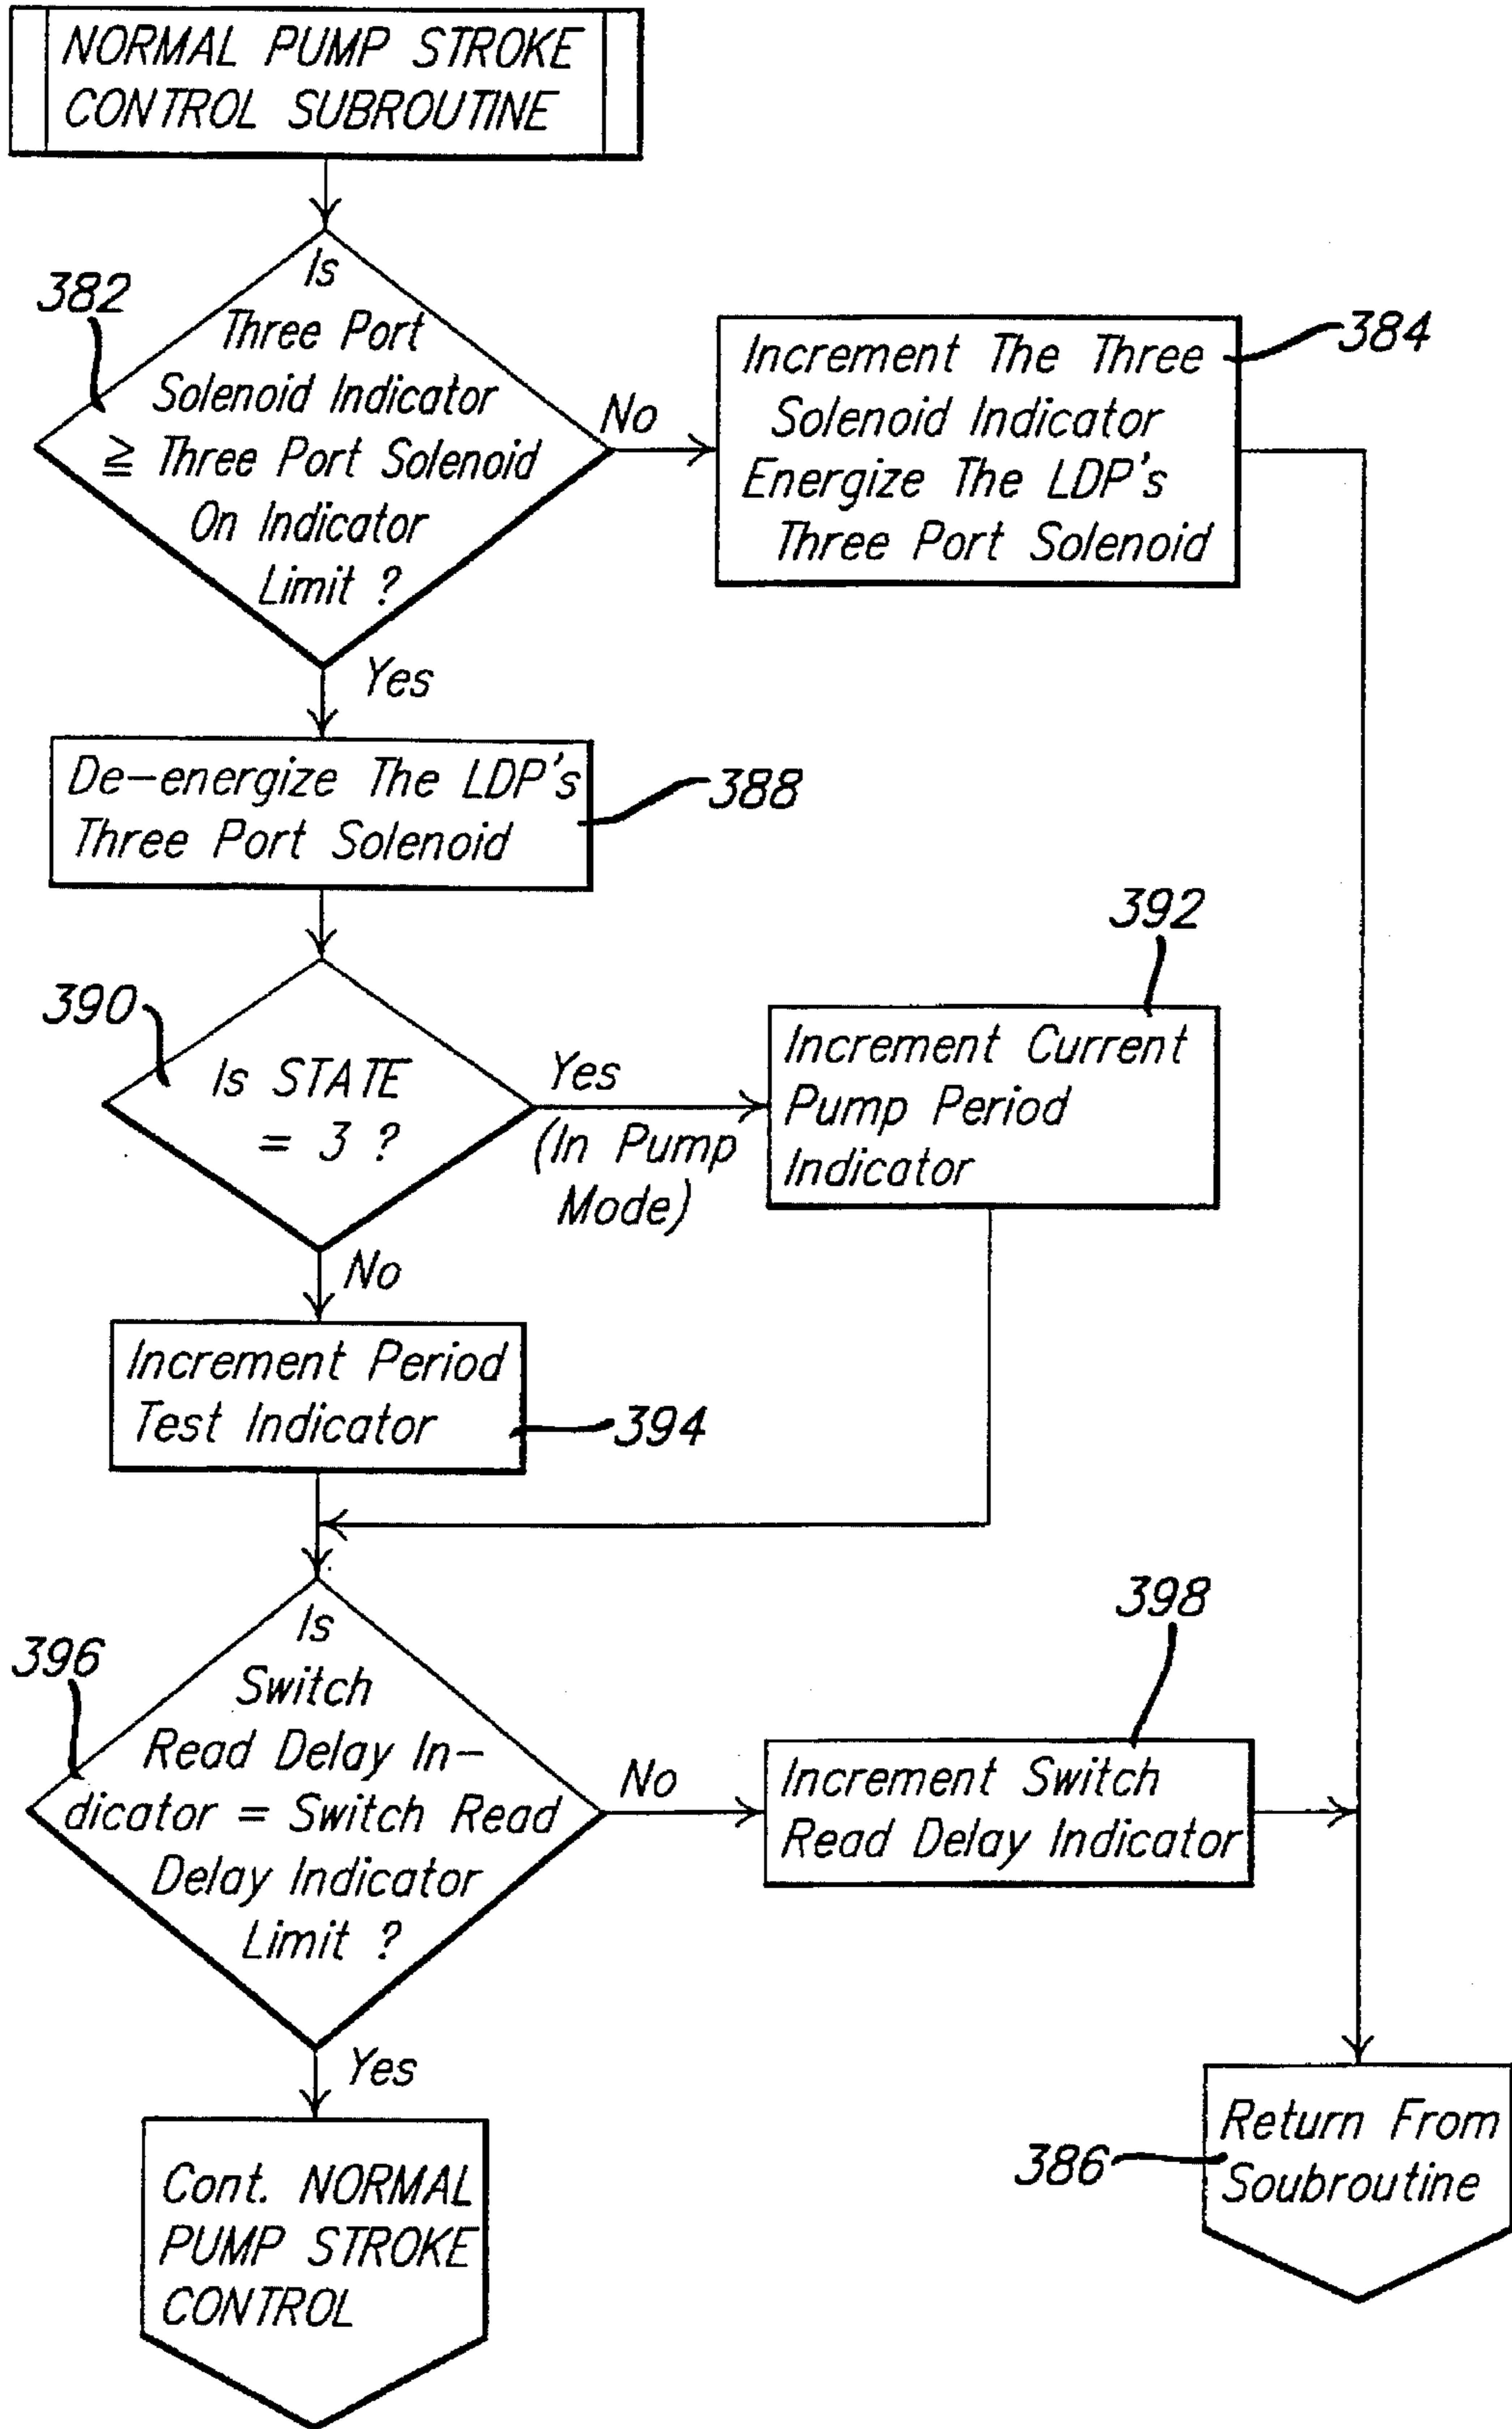 NORMAL PUMP STROKE
CONTROL SUBROUTINE
382
Is
Three Port
Solenoid Indicator
≧ Three Port Solenoid
On Indicator
Limit ?
No
Increment The Three
Solenoid Indicator
Energize The LDP's
Three Port Solenoid
384
Yes
De-energize The LDP's
Three Port Solenoid
388
390
Is STATE
= 3 ?
Yes
(In Pump
Mode)
392
Increment Current
Pump Period
Indicator
No
Increment Period
Test Indicator
394
396
Is
Switch
Read Delay In-
dicator = Switch Read
Delay Indicator
Limit ?
No
398
Increment Switch
Read Delay Indicator
Yes
Cont. NORMAL
PUMP STROKE
CONTROL
386
Return From
Soubroutine